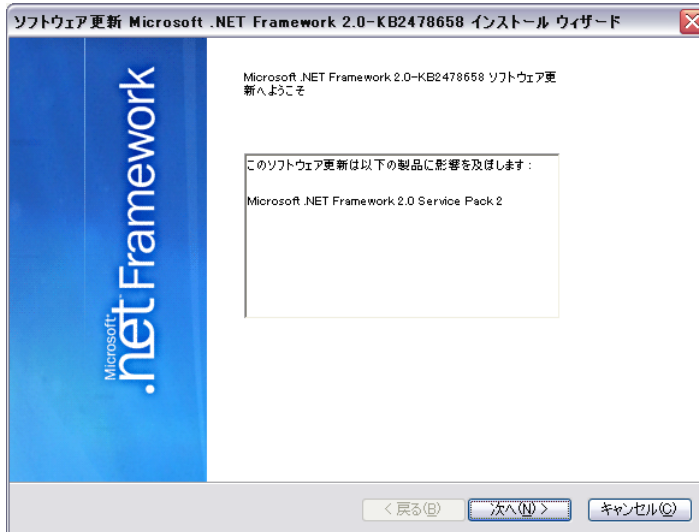 ソフトウェア更新 Microsoft .NET Framework 2.0-KB2478658 インストール ウィザード
Microsoft .NET Framework 2.0-KB2478658 ソフトウェア更
新へようこそ
このソフトウェア更新は以下の製品に影響を及ぼします :
Microsoft .NET Framework 2.0 Service Pack 2
Microsoft®
.net Framework
< 戻る(B)
次へ(N) >
キャンセル(C)